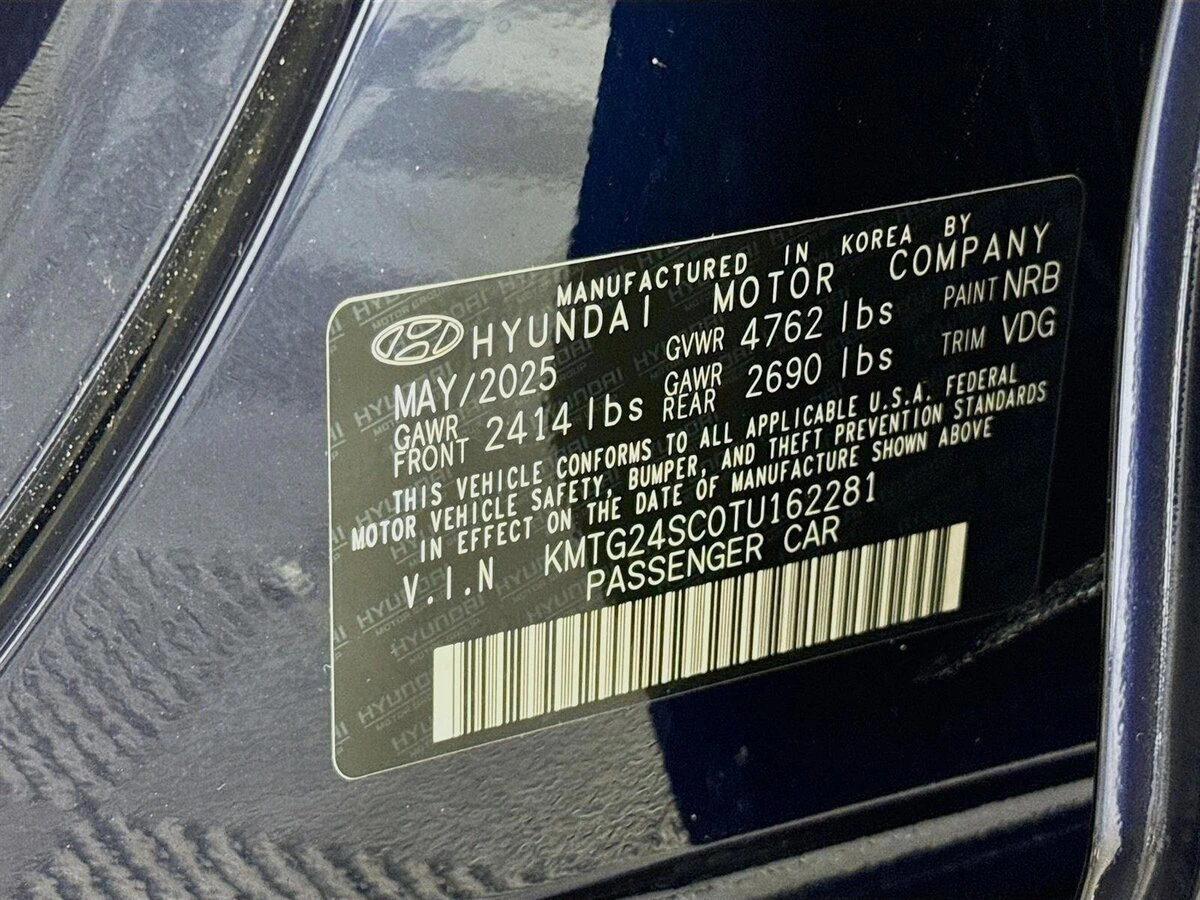 MANUFACTURED IN KOREA BY
HYUNDAI MOTOR COMPANY
MAY/2025 GVWR 4762 lbs PAINT NRB
GAWR FRONT 2414 lbs GAWR REAR 2690 lbs TRIM VDG
THIS VEHICLE CONFORMS TO ALL APPLICABLE U.S.A. FEDERAL
MOTOR VEHICLE SAFETY, BUMPER, AND THEFT PREVENTION STANDARDS
IN EFFECT ON THE DATE OF MANUFACTURE SHOWN ABOVE
V.I.N KMTG24SC0TU162281
PASSENGER CAR